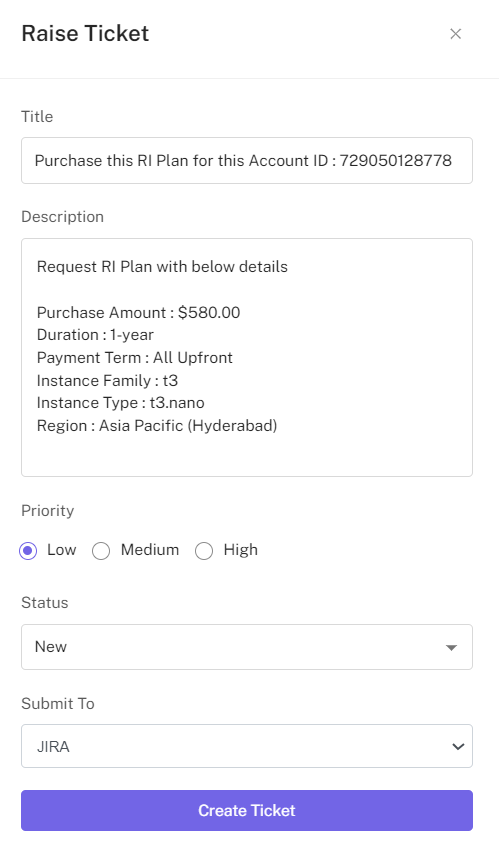 Raise Ticket
Title
Purchase this RI Plan for this Account ID : 729050128778
Description
Request RI Plan with below details
Purchase Amount : $580.00
Duration : 1-year
Payment Term : All Upfront
Instance Family : t3
Instance Type : t3.nano
Region : Asia Pacific (Hyderabad)
Priority
Low Medium High
Status
New
Submit To
JIRA
Create Ticket